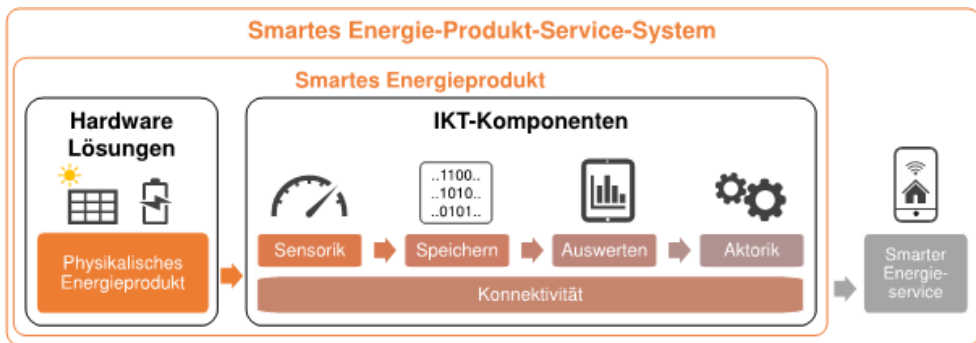 Smartes Energie-Produkt-Service-System
Smartes Energieprodukt
Hardware
Lösungen
Physikalisches
Energieprodukt
IKT-Komponenten
..1100..
..1010..
..0101..
Sensorik
Speichern
Auswerten
Aktorik
Konnektivität
Smarter
Energie-
service